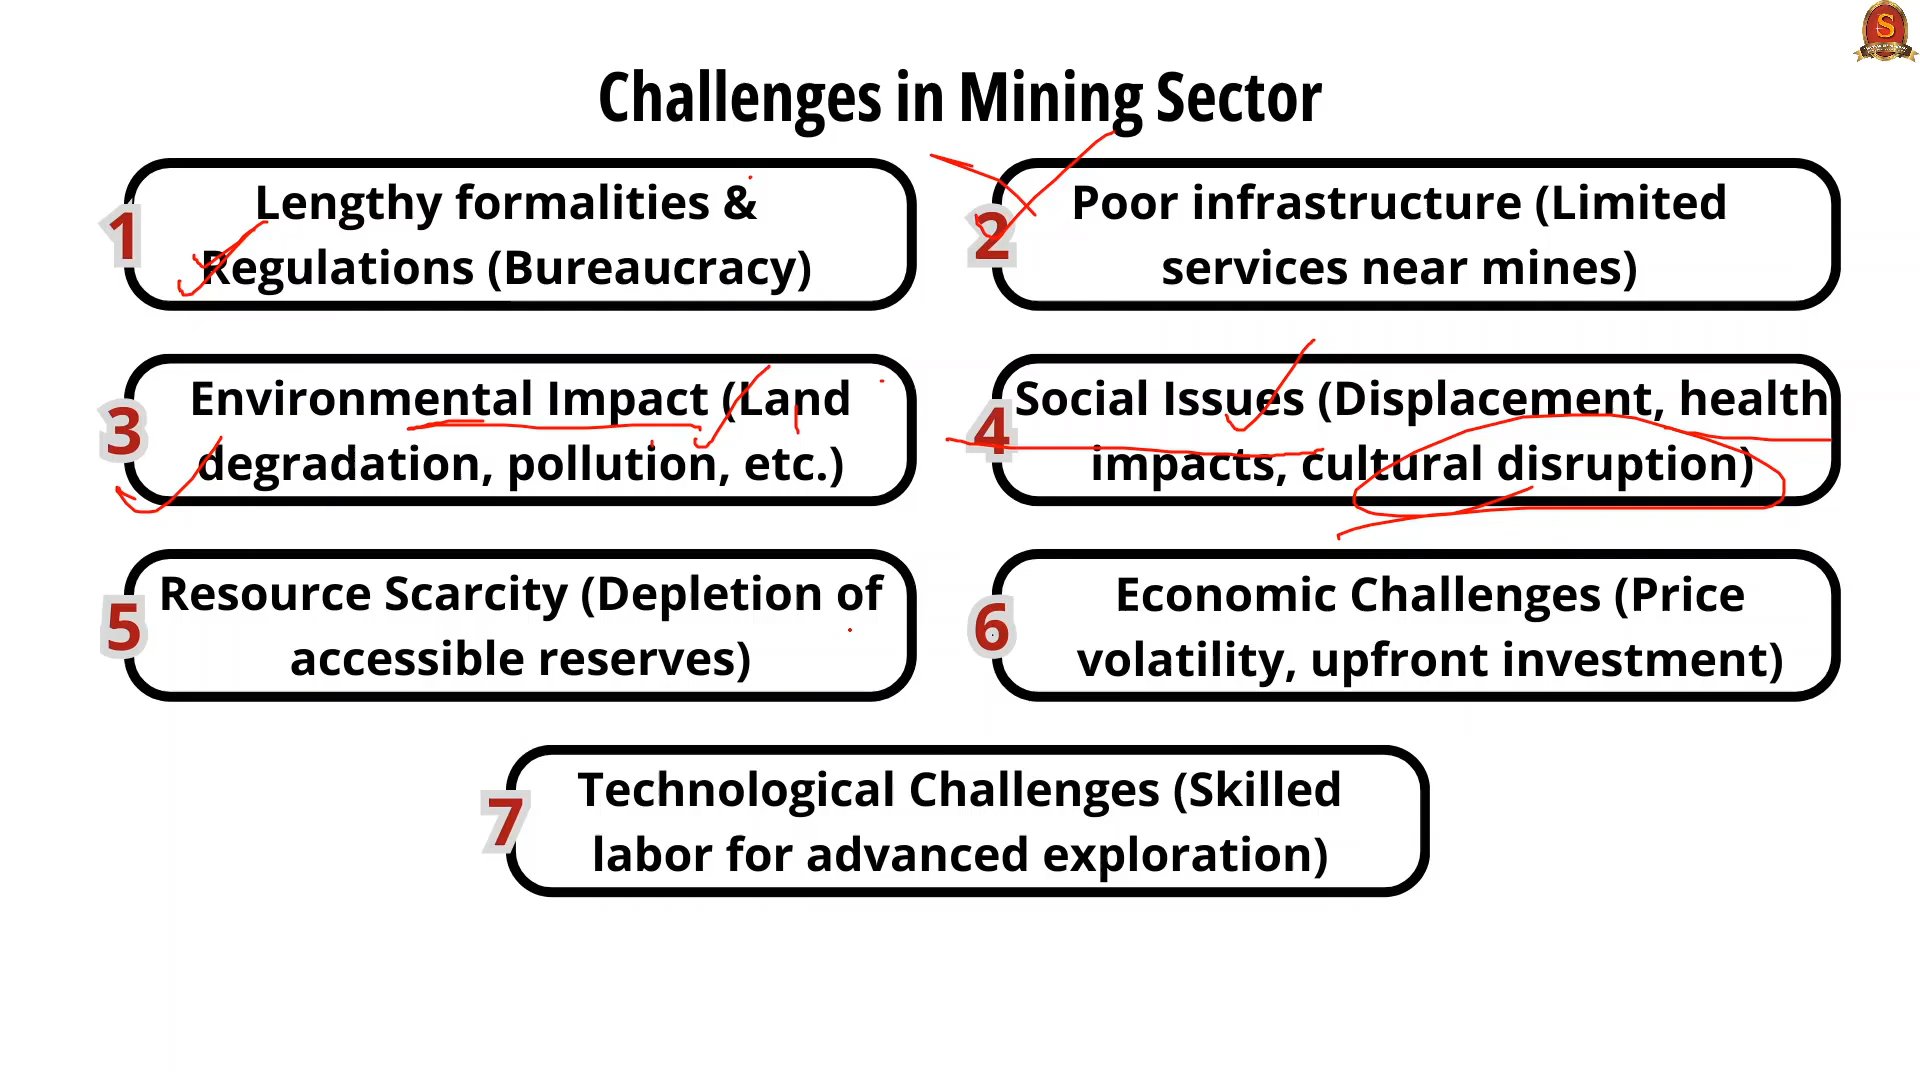 Challenges in Mining Sector
1
Lengthy formalities &
Regulations (Bureaucracy)
2
Poor infrastructure (Limited
services near mines)
3
Environmental Impact (Land
degradation, pollution, etc.)
4
Social Issues (Displacement, health
impacts, cultural disruption)
5
Resource Scarcity (Depletion of
accessible reserves)
6
Economic Challenges (Price
volatility, upfront investment)
7
Technological Challenges (Skilled
labor for advanced exploration)
S